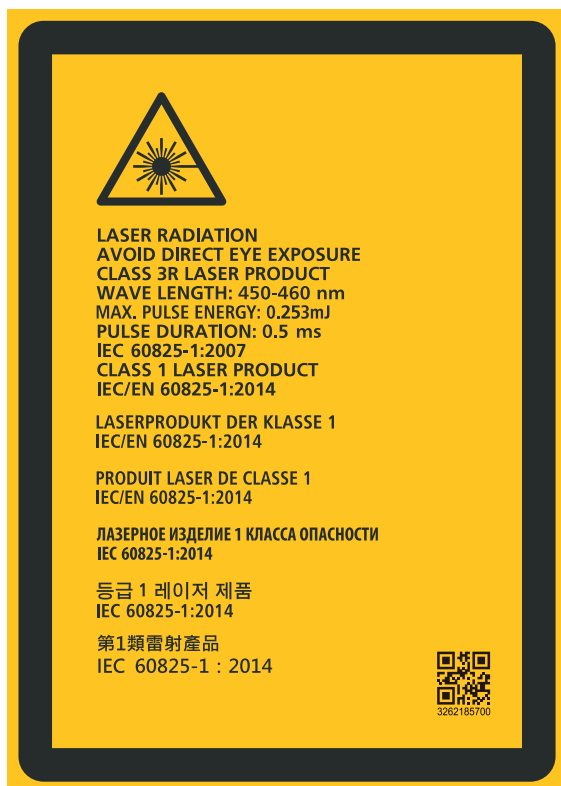 LASER RADIATION
AVOID DIRECT EYE EXPOSURE
CLASS 3R LASER PRODUCT
WAVE LENGTH: 450-460 nm
MAX. PULSE ENERGY: 0.253mJ
PULSE DURATION: 0.5 ms
IEC 60825-1:2007
CLASS 1 LASER PRODUCT
IEC/EN 60825-1:2014
LASERPRODUKT DER KLASSE 1
IEC/EN 60825-1:2014
PRODUIT LASER DE CLASSE 1
IEC/EN 60825-1:2014
ЛАЗЕРНОЕ ИЗДЕЛИЕ 1 КЛАССА ОПАСНОСТИ
IEC 60825-1:2014
등급 1 레이저 제품
IEC 60825-1:2014
第1類雷射產品
IEC 60825-1 : 2014
3262185700